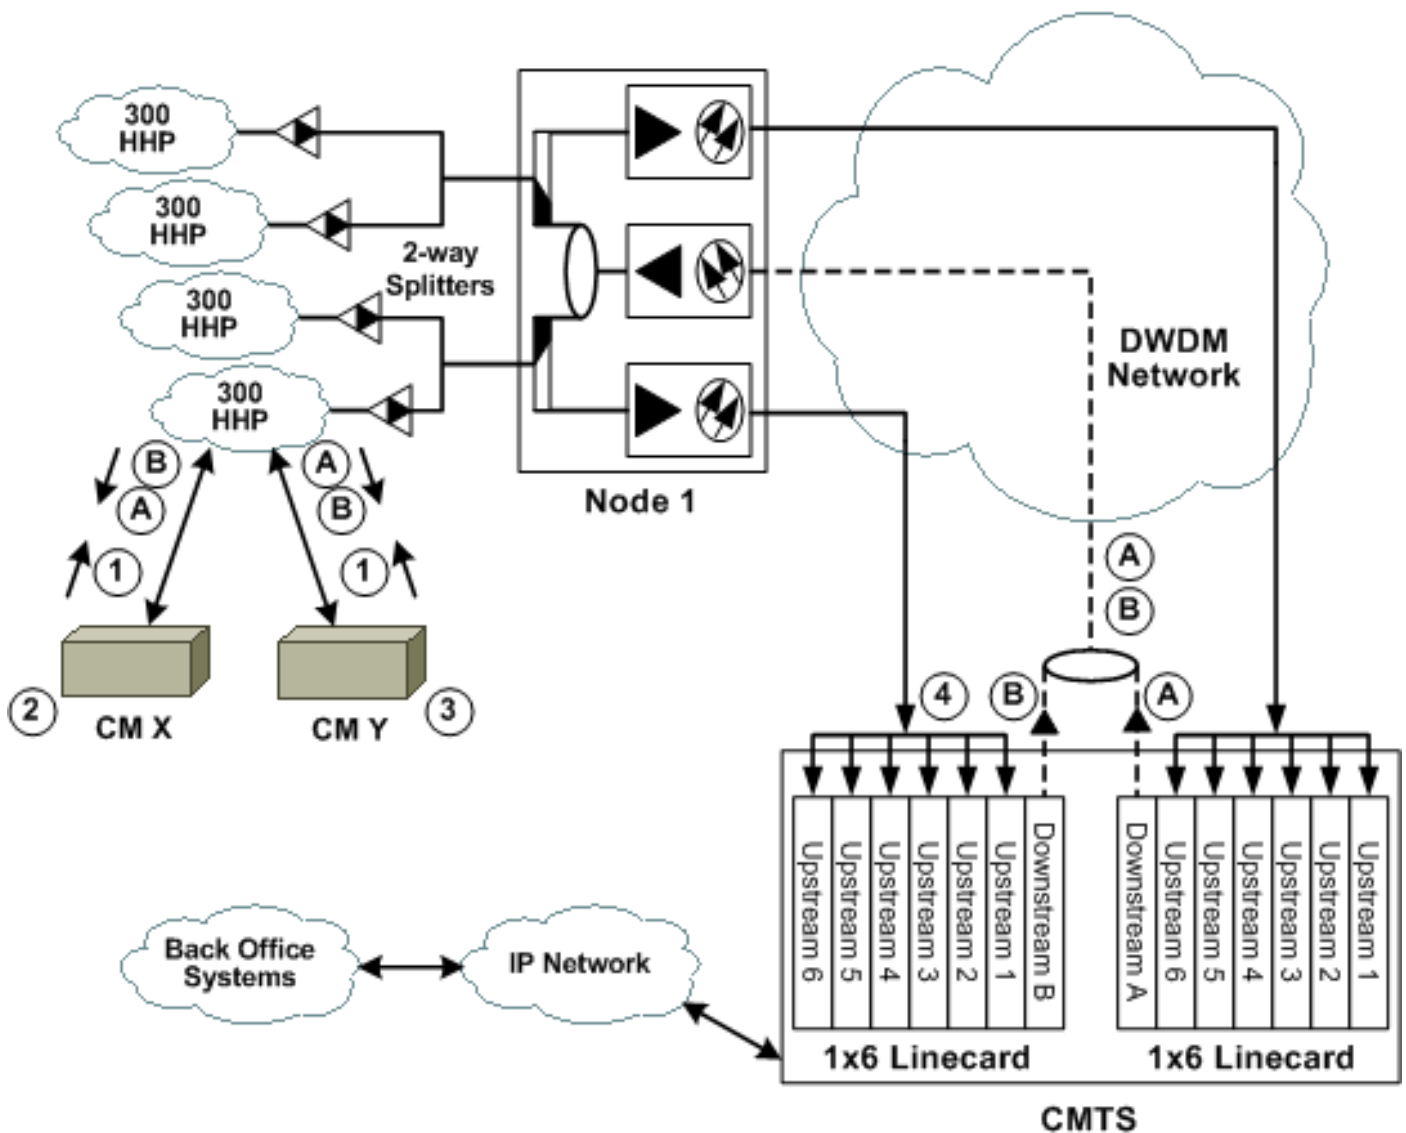 300
HHP
300
HHP
2-way
Splitters
300
HHP
300
HHP
DWDM
Network
Node 1
B
A
A
B
1
1
A
B
2
CM X
CM Y
3
4
B
A
Upstream 6
Upstream 5
Upstream 4
Upstream 3
Upstream 2
Upstream 1
Downstream B
Downstream A
Upstream 6
Upstream 5
Upstream 4
Upstream 3
Upstream 2
Upstream 1
Back Office
Systems
IP Network
1x6 Linecard
1x6 Linecard
CMTS